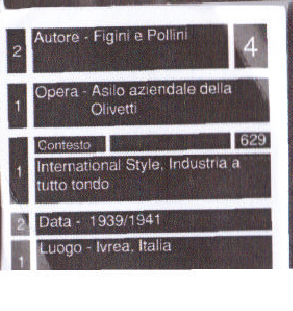 2 Autore - Figini e Pollini 4
1 Opera - Asilo aziendale della
Olivetti
Contesto 629
1 International Style, Industria a
tutto tondo
2 Data - 1939/1941
1 Luogo - Ivrea, Italia